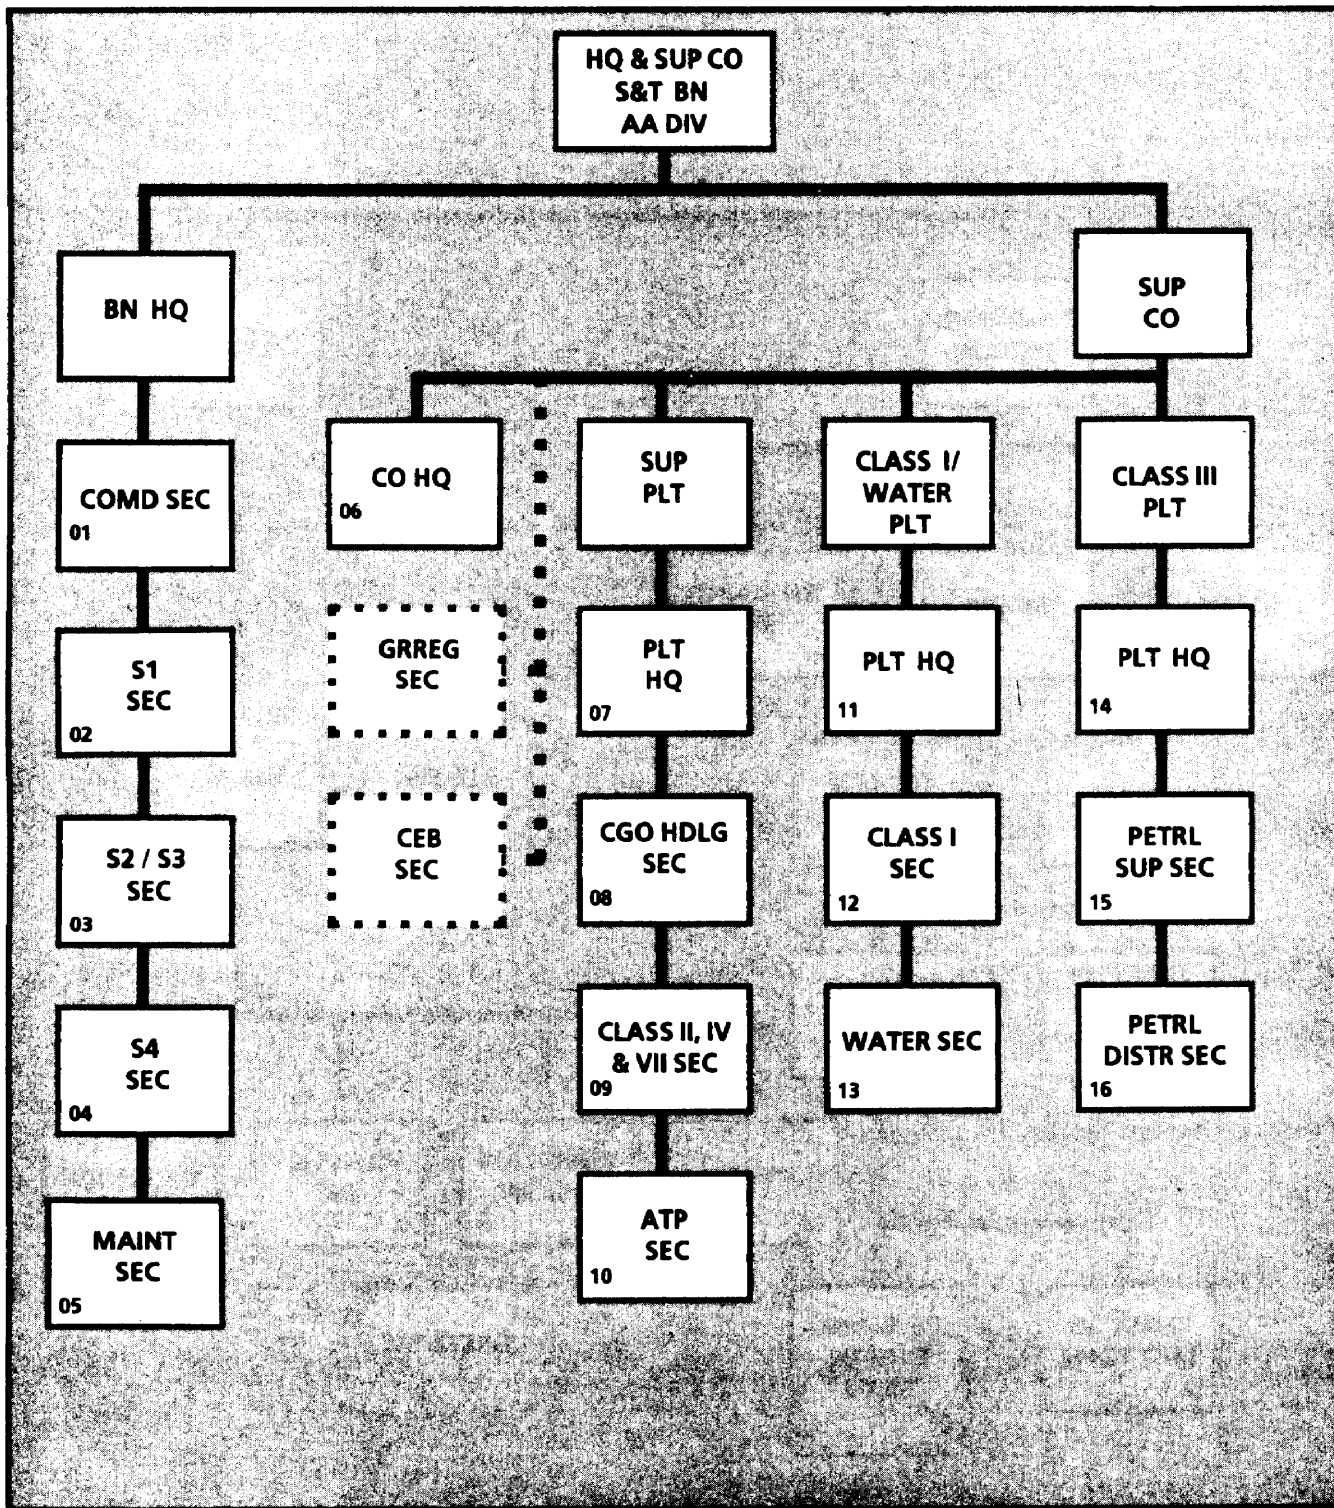 HQ & SUP CO
S&T BN
AA DIV
BN HQ
SUP
CO
COMD SEC
01
CO HQ
06
SUP
PLT
CLASS I/
WATER
PLT
CLASS III
PLT
S1
SEC
02
GRREG
SEC
PLT
HQ
07
PLT HQ
11
PLT HQ
14
S2 / S3
SEC
03
CEB
SEC
CGO HDLG
SEC
08
CLASS I
SEC
12
PETRL
SUP SEC
15
S4
SEC
04
CLASS II, IV
& VII SEC
09
WATER SEC
13
PETRL
DISTR SEC
16
MAINT
SEC
05
ATP
SEC
10